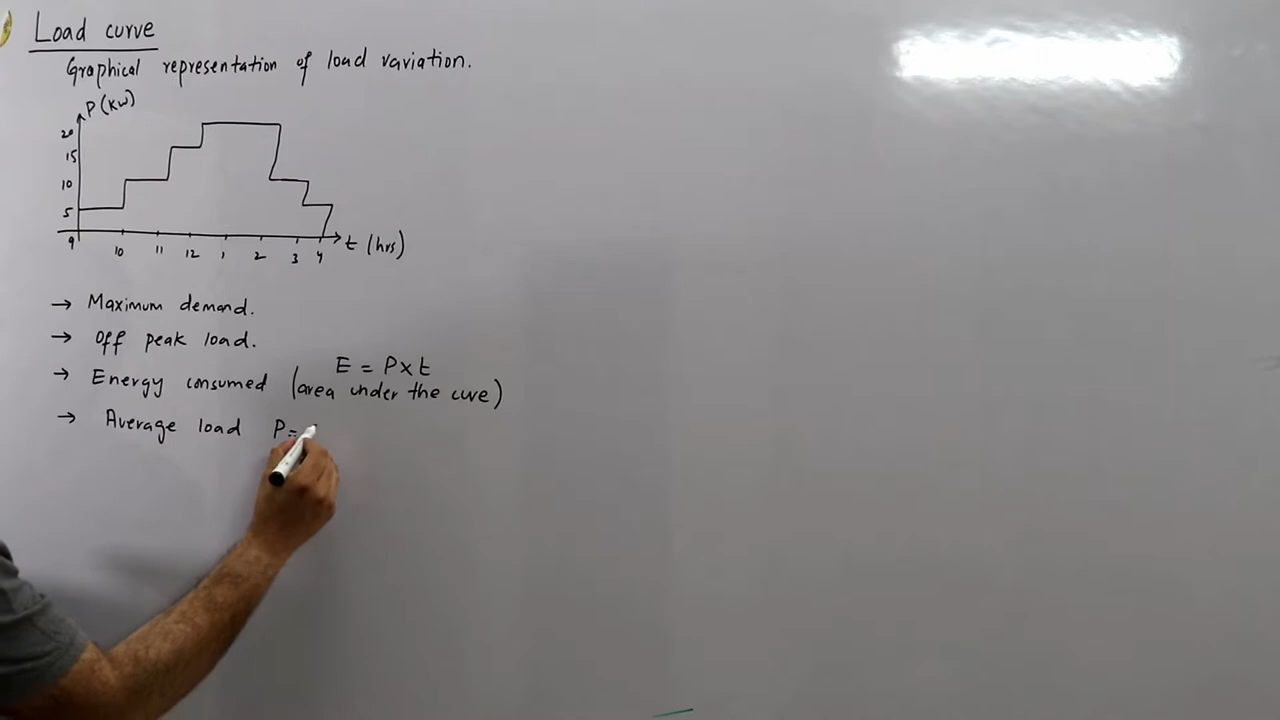 Load curve
Graphical representation of load variation.
P (KW)
20
15
10
5
9 10 11 12 1 2 3 4 t (hrs)
→ Maximum demand.
→ Off peak load.
E = P x t
→ Energy consumed (area under the cuve)
→ Average load P=